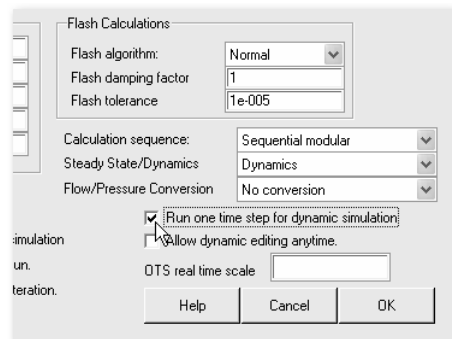 Flash Calculations
Flash algorithm: Normal
Flash damping factor 1
Flash tolerance 1e-005
Calculation sequence: Sequential modular
Steady State/Dynamics Dynamics
Flow/Pressure Conversion No conversion
Run one time step for dynamic simulation
imulation Allow dynamic editing anytime.
un. OTS real time scale
teration.
Help Cancel OK